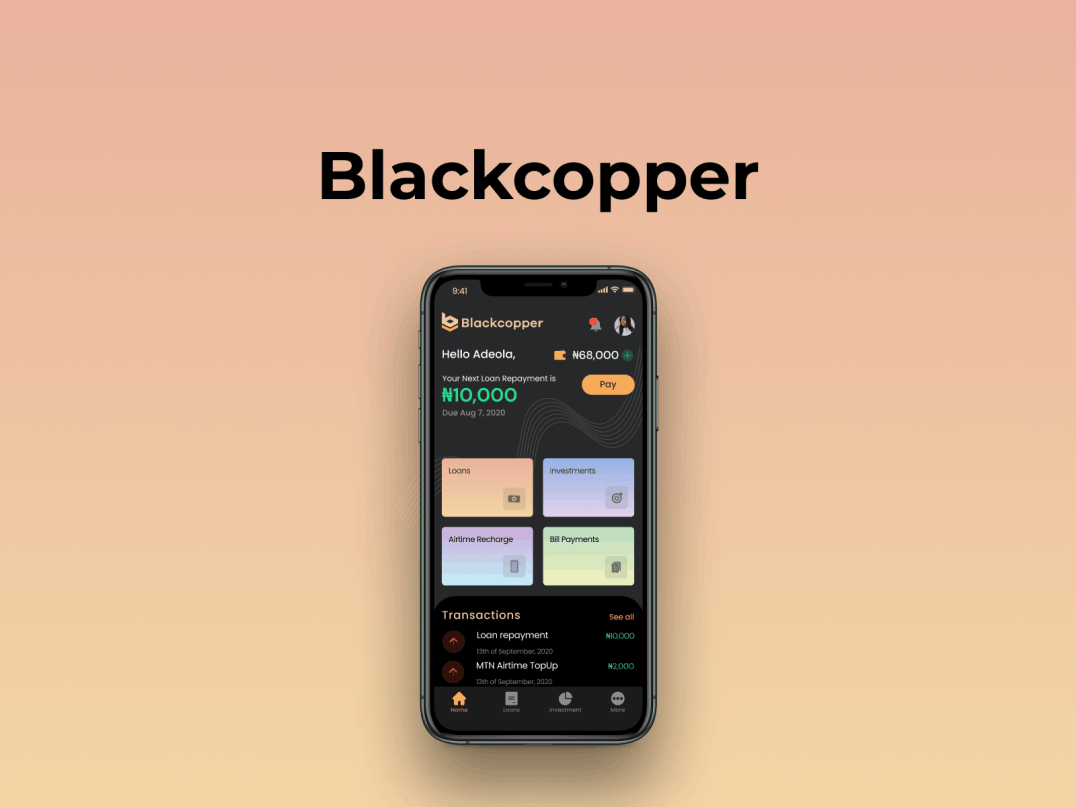 Blackcopper
9:41
Blackcopper
Hello Adeola,
₦68,000
Your Next Loan Repayment is
Pay
₦10,000
Due Aug 7, 2020
Loans
Investments
Airtime Recharge
Bill Payments
Transactions
See all
Loan repayment
₦10,000
13th of September, 2020
MTN Airtime TopUp
₦2,000
13th of September, 2020
Home
Loans
Investment
More